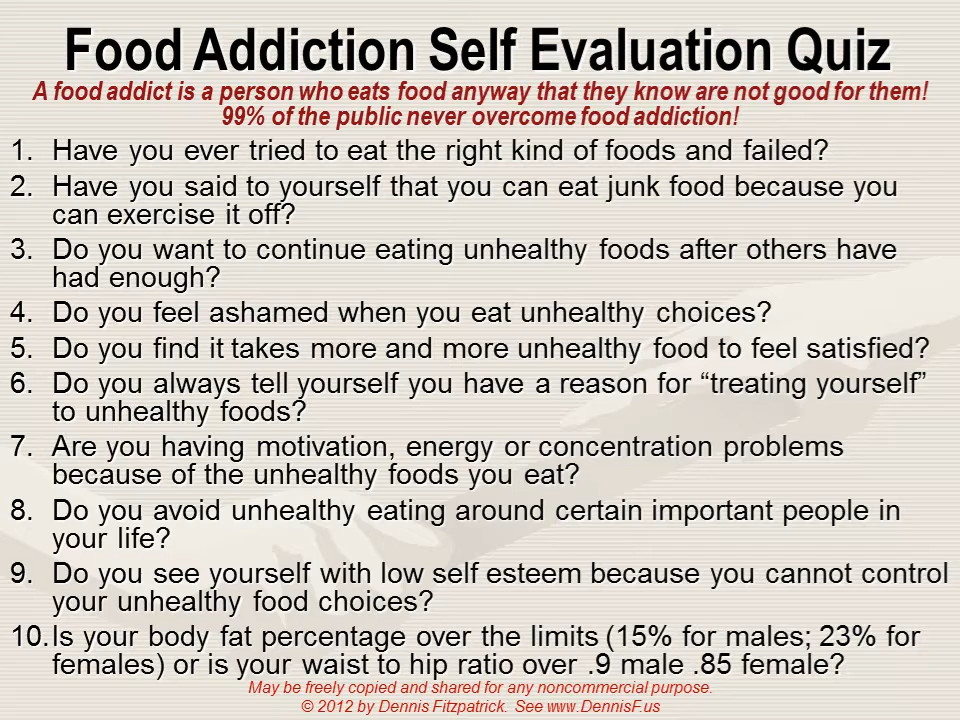 Food Addiction Self Evaluation Quiz
A food addict is a person who eats food anyway that they know are not good for them!
99% of the public never overcome food addiction!
1. Have you ever tried to eat the right kind of foods and failed?
2. Have you said to yourself that you can eat junk food because you
can exercise it off?
3. Do you want to continue eating unhealthy foods after others have
had enough?
4. Do you feel ashamed when you eat unhealthy choices?
5. Do you find it takes more and more unhealthy food to feel satisfied?
6. Do you always tell yourself you have a reason for “treating yourself”
to unhealthy foods?
7. Are you having motivation, energy or concentration problems
because of the unhealthy foods you eat?
8. Do you avoid unhealthy eating around certain important people in
your life?
9. Do you see yourself with low self esteem because you cannot control
your unhealthy food choices?
10. Is your body fat percentage over the limits (15% for males; 23% for
females) or is your waist to hip ratio over .9 male .85 female?
May be freely copied and shared for any noncommercial purpose.
© 2012 by Dennis Fitzpatrick. See www.DennisF.us